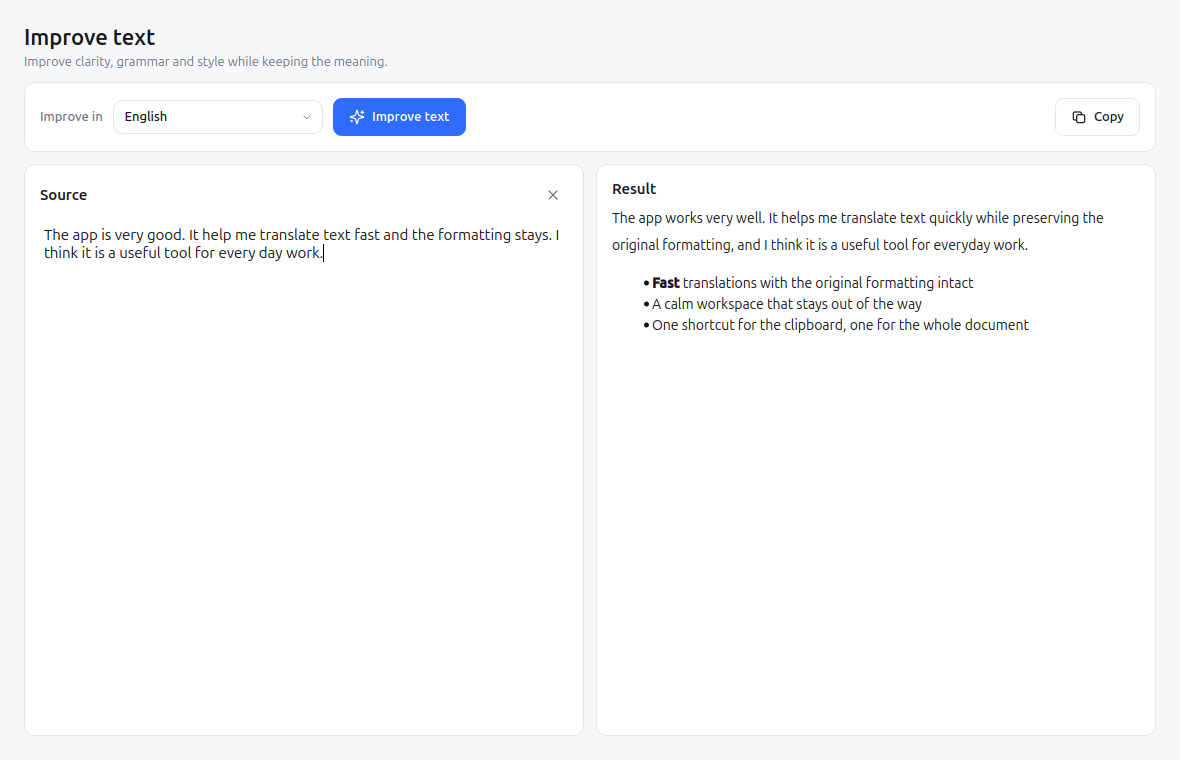 Improve text
Improve clarity, grammar and style while keeping the meaning.
Improve in
English
Improve text
Copy
Source
The app is very good. It help me translate text fast and the formatting stays. I
think it is a useful tool for every day work.
Result
The app works very well. It helps me translate text quickly while preserving the
original formatting, and I think it is a useful tool for everyday work.
• Fast translations with the original formatting intact
• A calm workspace that stays out of the way
• One shortcut for the clipboard, one for the whole document